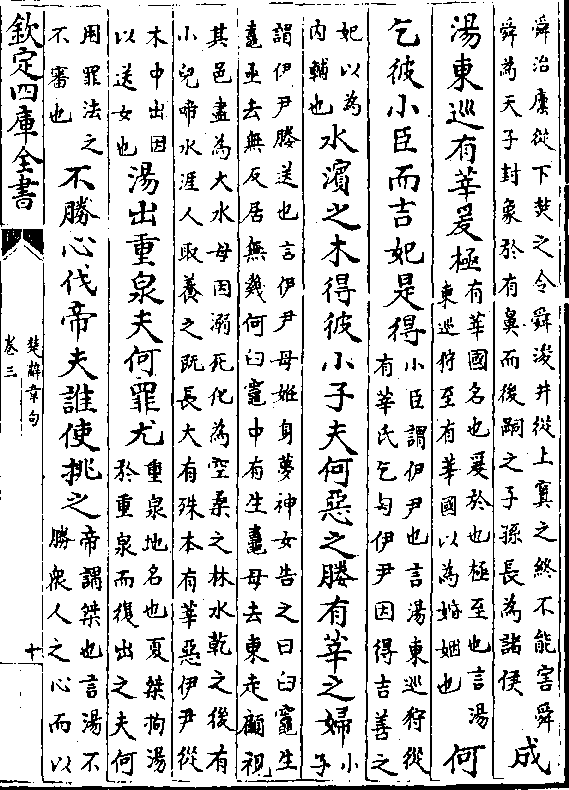 舜治廩從下焚之令舜浚井從上寘之終不能害舜
舜為天子封象於有鼻而後嗣之子孫長為諸侯
成
湯東巡有莘爰極
有莘國名也爰於也極至也言湯
東巡狩至有莘國以為婚姻也
何
乞彼小臣而吉妃是得
小臣謂伊尹也言湯東巡狩從
有莘氏乞匄伊尹因得吉善之
妃以為
内輔也
水濱之木得彼小子夫何惡之媵有莘之婦
小
子
謂伊尹媵送也言伊尹母姙身夢神女告之曰臼竈生
鼃亟去無反居無幾何臼竈中有生鼃母去東走顧視
其邑盡為大水母因溺死化為空桑之林水乾之後有
小兒啼水涯人取養之既長大有殊本有莘惡伊尹從
木中出因
以送女也
湯出重泉夫何罪尤
重泉地名也夏桀拘湯
於重泉而復出之夫何
用罪法之
不審也
不勝心伐帝夫誰使挑之
帝謂桀也言湯不
勝衆人之心而以
欽定四庫全書
楚辭章句
卷三
十